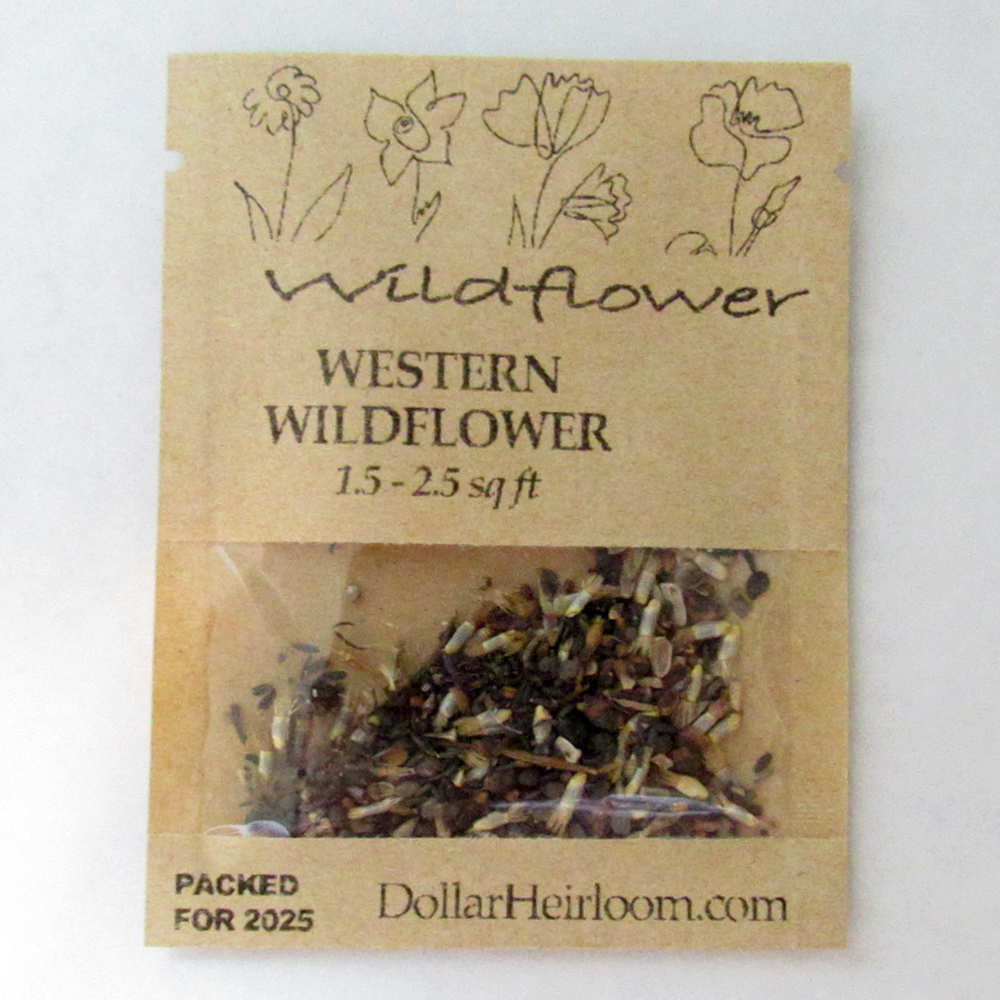 Wildflower
WESTERN
WILDFLOWER
1.5 - 2.5 sq ft
PACKED
FOR 2025
DollarHeirloom.com